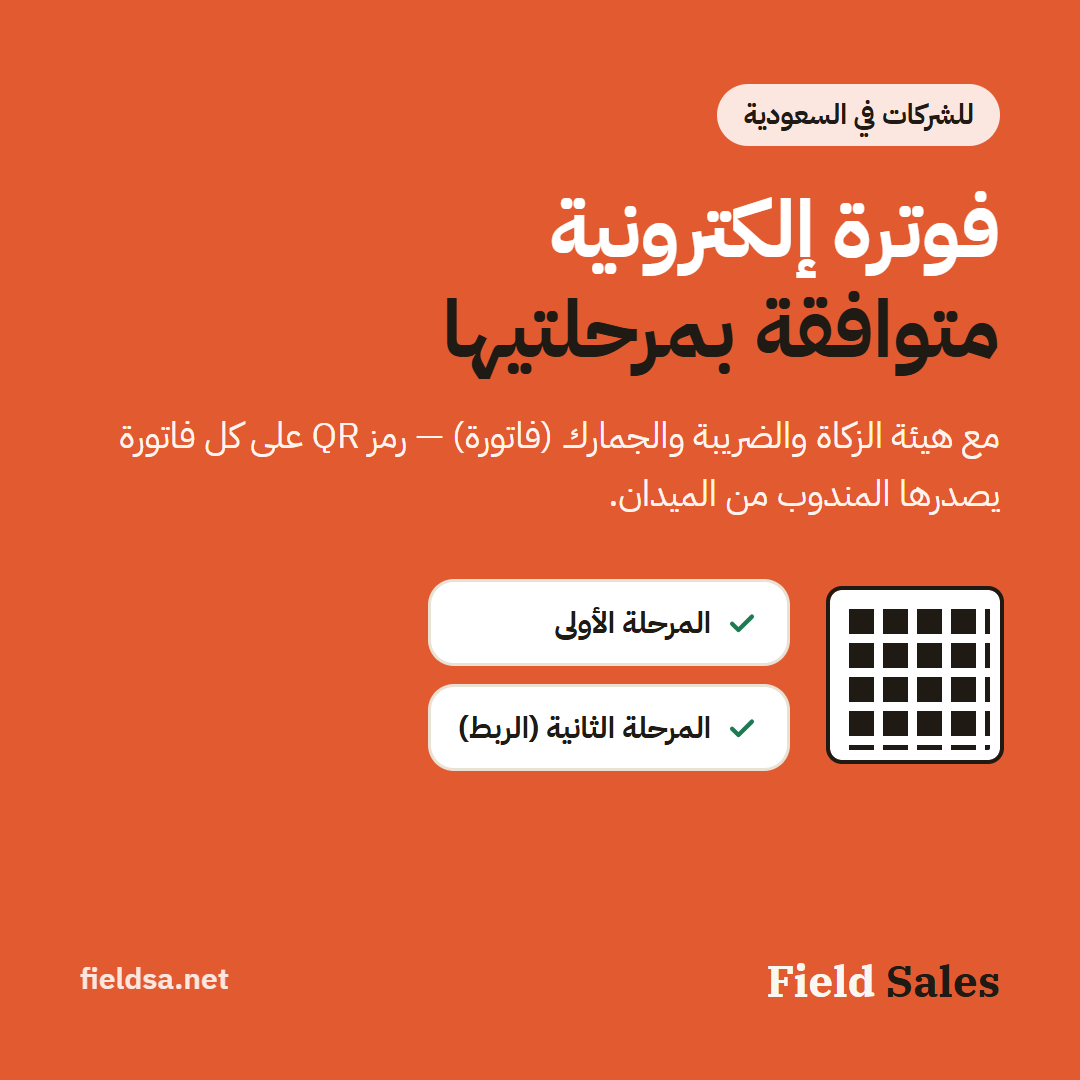 للشركات في السعودية
فوترة إلكترونية
متوافقة بمرحلتيها
مع هيئة الزكاة والضريبة والجمارك (فاتورة) — رمز QR على كل فاتورة
يصدرها المندوب من الميدان.
المرحلة الأولى
المرحلة الثانية (الربط)
Field Sales
fieldsa.net